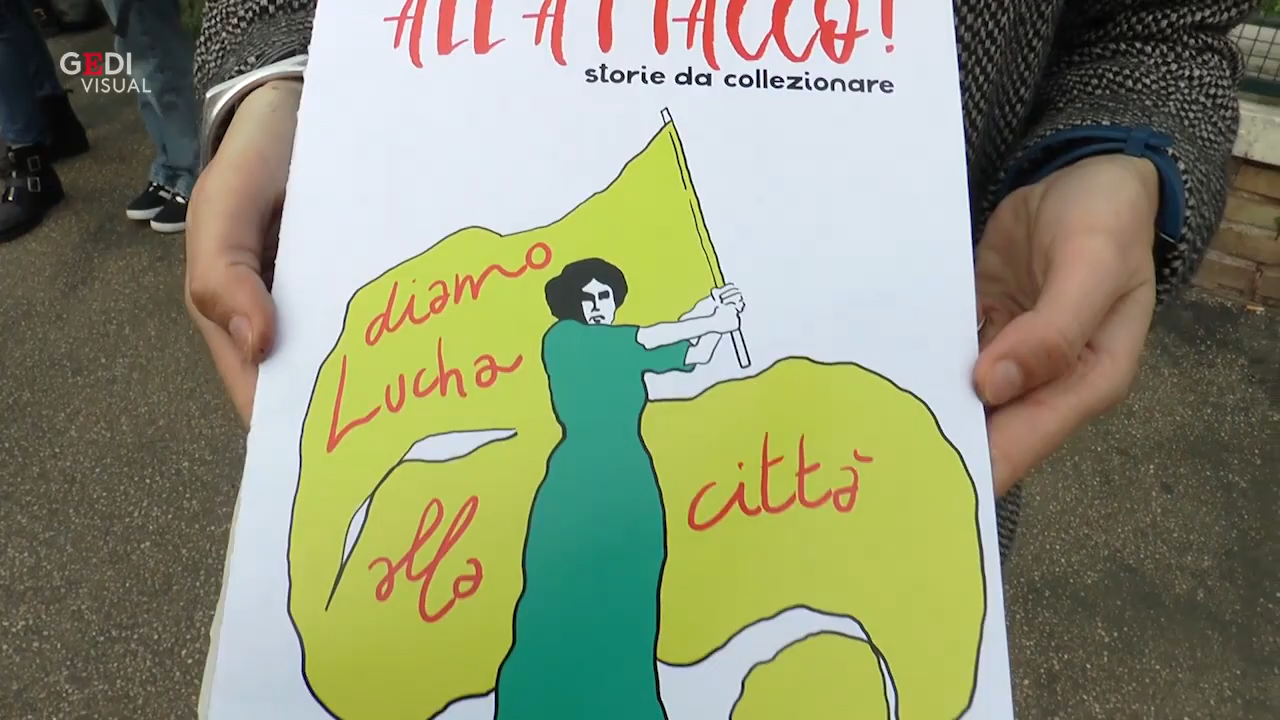 GEDI
VISUAL
ALL'ATTACCO!
storie da collezionare
diamo
Lucha
alla
città